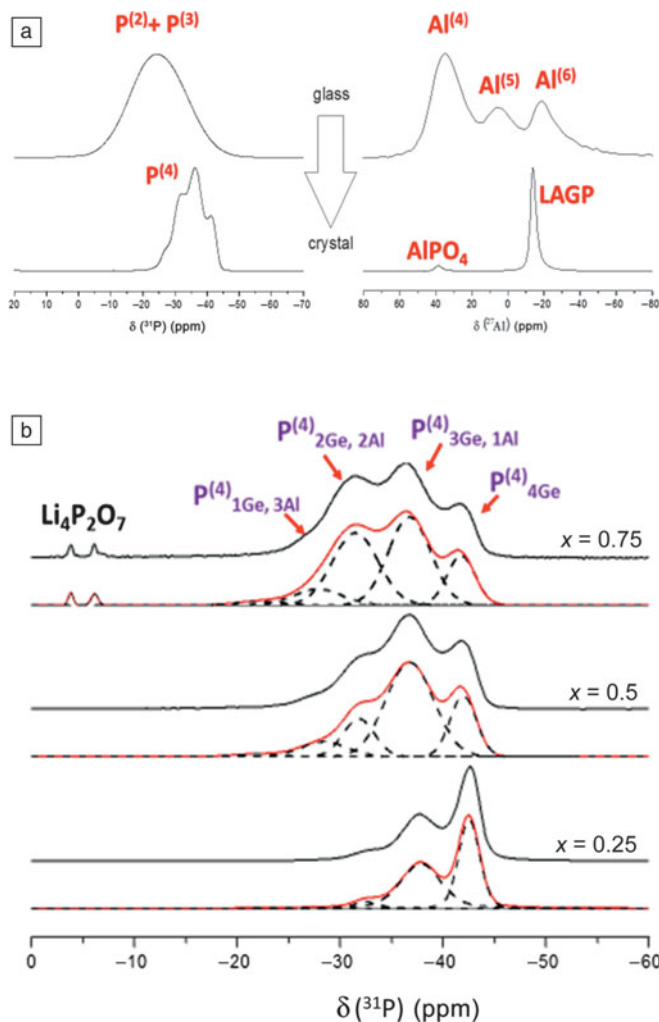 a
P(2)+ P(3)
Al(4)
Al(5)
Al(6)
glass
P(4)
LAGP
crystal
AlPO4
20 10 0 -10 -20 -30 -40 -50 -60 -70
80 60 40 20 0 -20 -40 -60 -80
δ (31P) (ppm)
δ (27Al) (ppm)
b
P(4)2Ge, 2Al
P(4)3Ge, 1Al
P(4)1Ge, 3Al
P(4)4Ge
Li4P2O7
x = 0.75
x = 0.5
x = 0.25
0 −10 −20 −30 −40 −50 −60
δ (31P) (ppm)